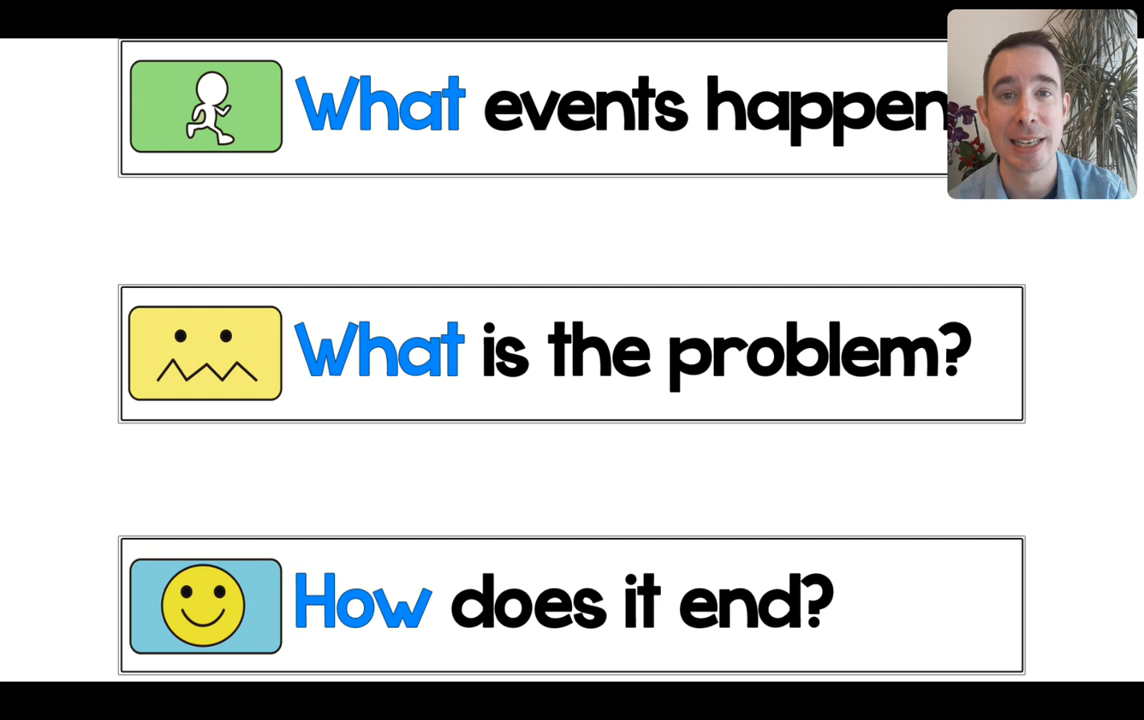 What events happen
What is the problem?
How does it end?